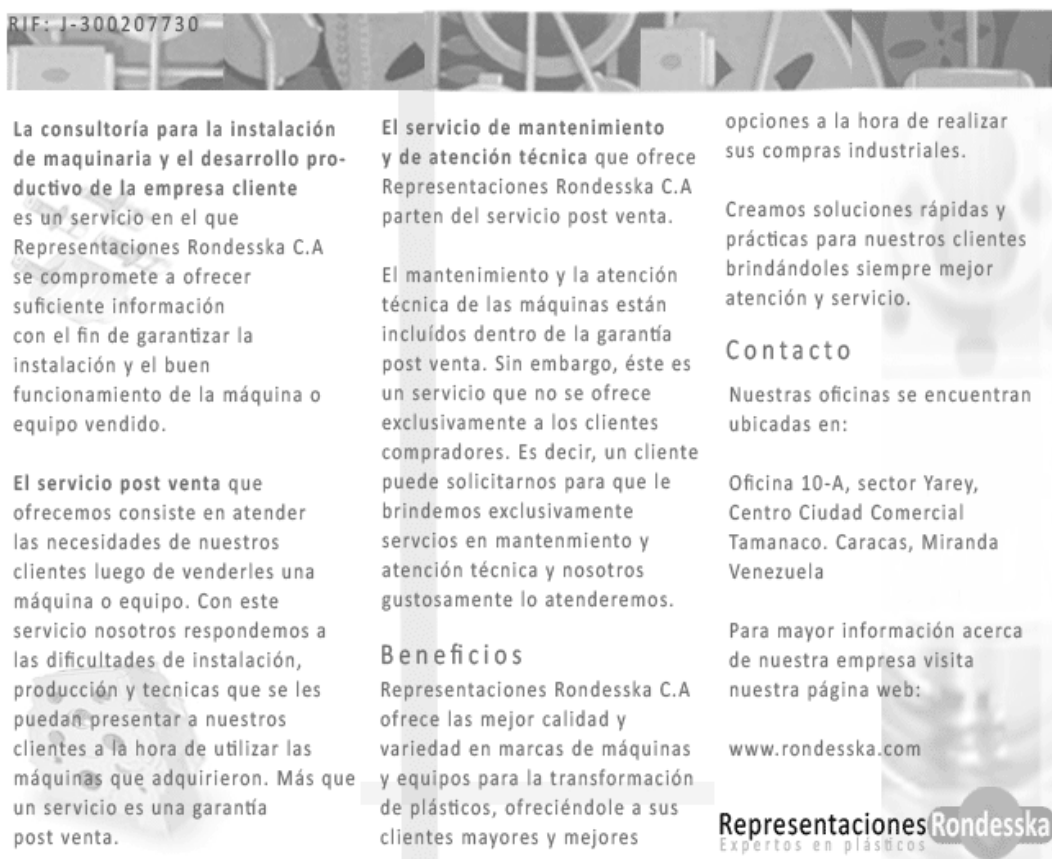 RIF: J-300207730
La consultoría para la instalación
de maquinaria y el desarrollo pro-
ductivo de la empresa cliente
es un servicio en el que
Representaciones Rondesska C.A
se compromete a ofrecer
suficiente información
con el fin de garantizar la
instalación y el buen
funcionamiento de la máquina o
equipo vendido.
El servicio post venta que
ofrecemos consiste en atender
las necesidades de nuestros
clientes luego de venderles una
máquina o equipo. Con este
servicio nosotros respondemos a
las dificultades de instalación,
producción y tecnicas que se les
puedan presentar a nuestros
clientes a la hora de utilizar las
máquinas que adquirieron. Más que
un servicio es una garantía
post venta.
El servicio de mantenimiento
y de atención técnica que ofrece
Representaciones Rondesska C.A
parten del servicio post venta.
El mantenimiento y la atención
técnica de las máquinas están
incluídos dentro de la garantía
post venta. Sin embargo, éste es
un servicio que no se ofrece
exclusivamente a los clientes
compradores. Es decir, un cliente
puede solicitarnos para que le
brindemos exclusivamente
servcios en mantenmiento y
atención técnica y nosotros
gustosamente lo atenderemos.
Beneficios
Representaciones Rondesska C.A
ofrece las mejor calidad y
variedad en marcas de máquinas
y equipos para la transformación
de plásticos, ofreciéndole a sus
clientes mayores y mejores
opciones a la hora de realizar
sus compras industriales.
Creamos soluciones rápidas y
prácticas para nuestros clientes
brindándoles siempre mejor
atención y servicio.
Contacto
Nuestras oficinas se encuentran
ubicadas en:
Oficina 10-A, sector Yarey,
Centro Ciudad Comercial
Tamanaco. Caracas, Miranda
Venezuela
Para mayor información acerca
de nuestra empresa visita
nuestra página web:
www.rondesska.com
Representaciones Rondesska
Expertos en plásticos